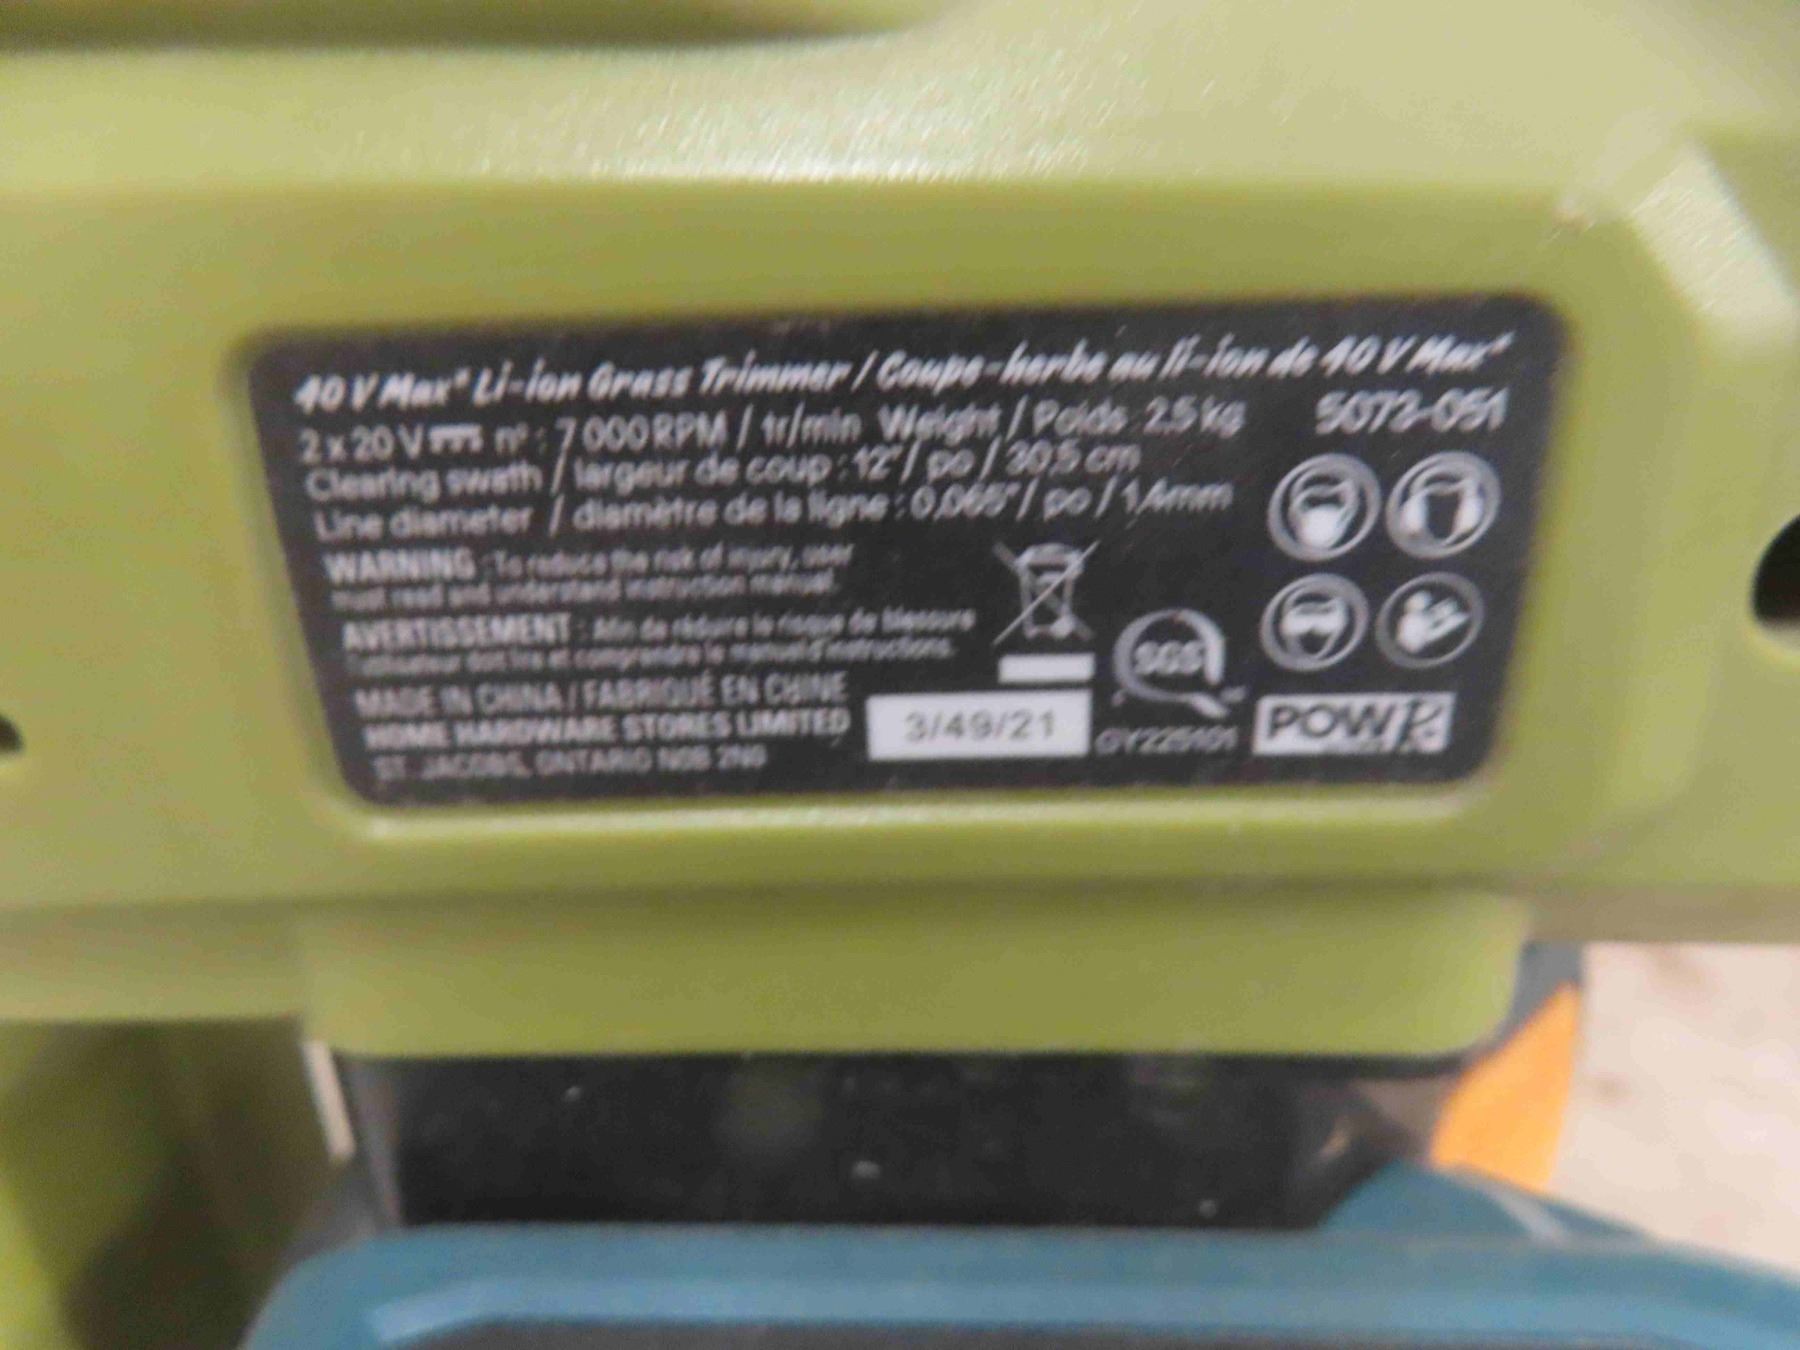 40 V Max* Li-ion Grass Trimmer / Coupe-herbe au li-ion de 40 V Max*
2 x 20 V n° : 7 000 RPM / tr/min Weight / Poids 2,5 kg 5073-051
Clearing swath / largeur de coup : 12"/ po / 30,5 cm
Line diameter / diamètre de la ligne : 0,065"/ po / 1,4mm
WARNING : To reduce the risk of injury, user
must read and understand instruction manual.
AVERTISSEMENT : Afin de réduire le risque de blessure
l'utilisateur doit lire et comprendre le manuel d'instructions.
MADE IN CHINA / FABRIQUÉ EN CHINE
HOME HARDWARE STORES LIMITED
ST. JACOBS, ONTARIO N0B 2N0
3/49/21
SGS
POWR